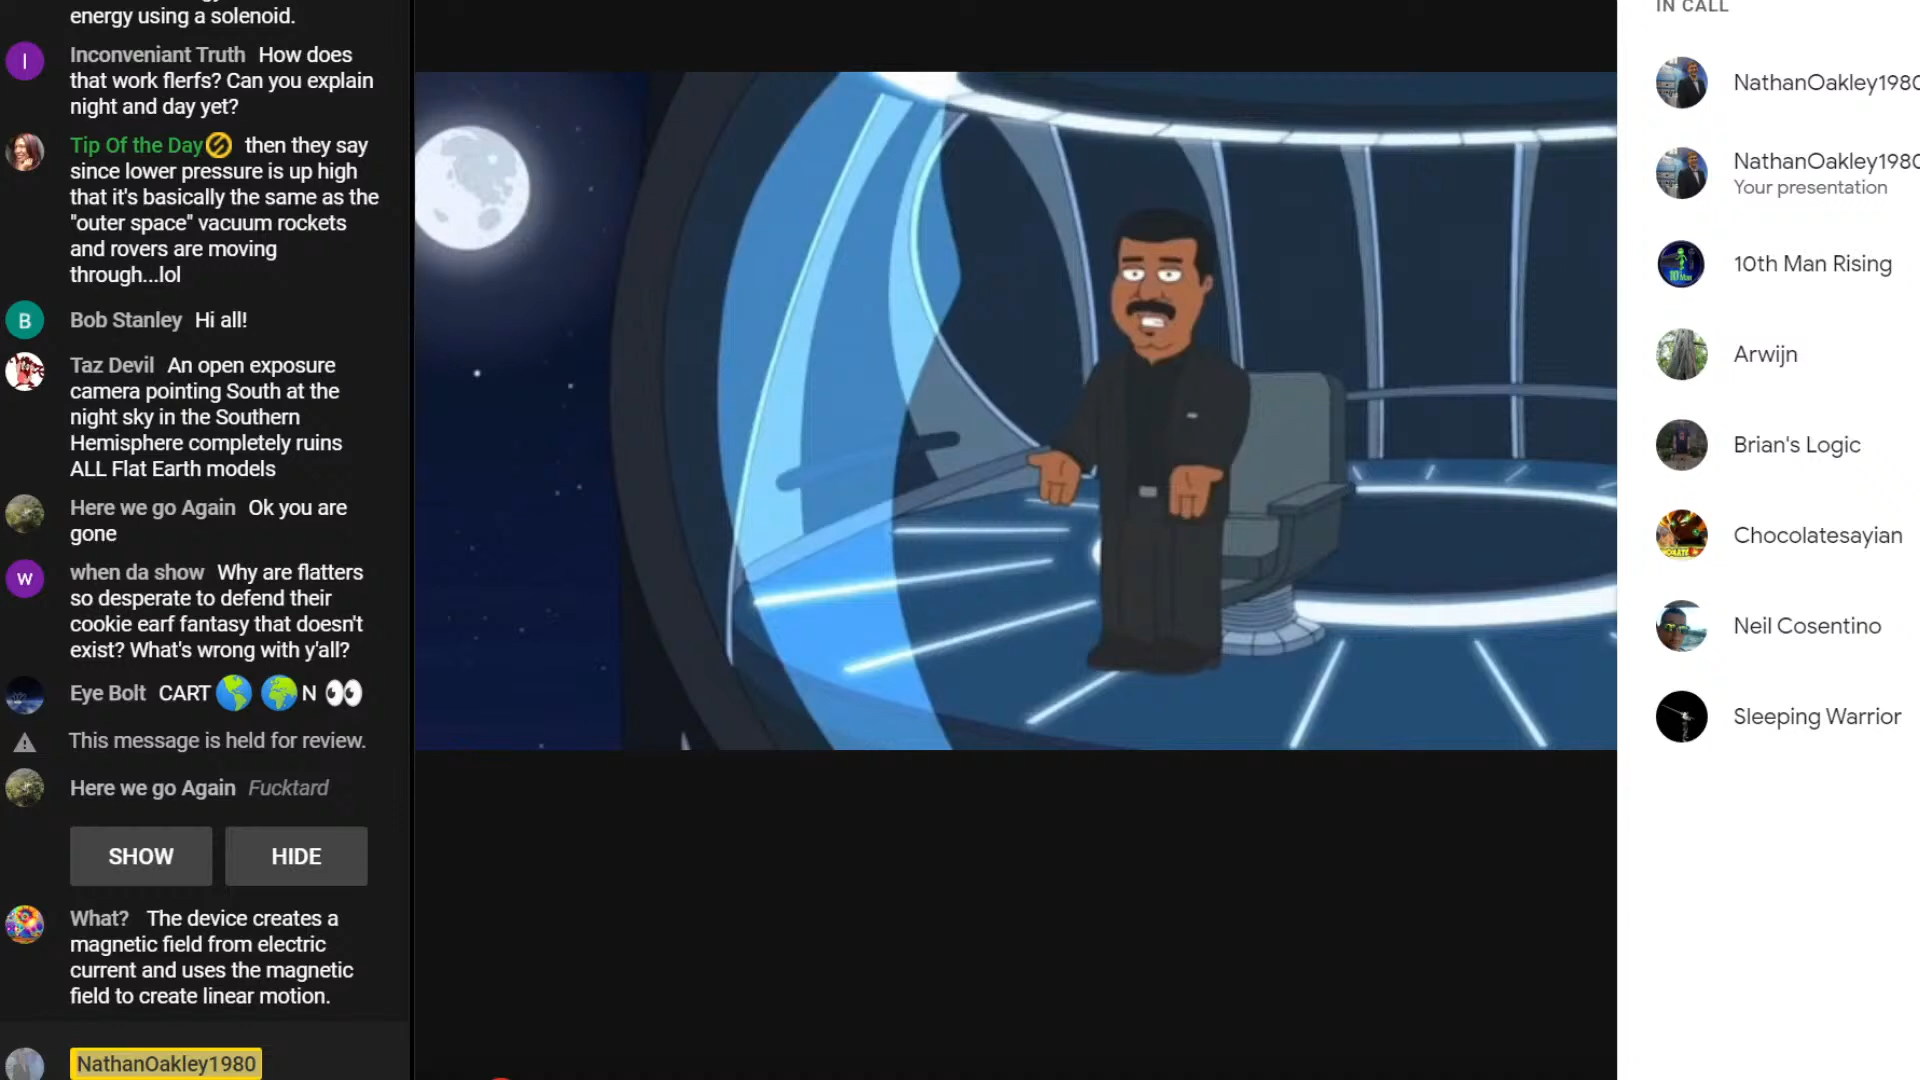 energy using a solenoid.
Inconveniant Truth How does
that work flerfs? Can you explain
night and day yet?
Tip Of the Day then they say
since lower pressure is up high
that it's basically the same as the
"outer space" vacuum rockets
and rovers are moving
through...lol
Bob Stanley Hi all!
Taz Devil An open exposure
camera pointing South at the
night sky in the Southern
Hemisphere completely ruins
ALL Flat Earth models
Here we go Again Ok you are
gone
when da show Why are flatters
so desperate to defend their
cookie earf fantasy that doesn't
exist? What's wrong with y'all?
Eye Bolt CART🌎 🌍N 👀
This message is held for review.
Here we go Again Fucktard
SHOW HIDE
What? The device creates a
magnetic field from electric
current and uses the magnetic
field to create linear motion.
NathanOakley1980
IN CALL
NathanOakley1980
NathanOakley1980
Your presentation
10th Man Rising
Arwijn
Brian's Logic
Chocolatesayian
Neil Cosentino
Sleeping Warrior